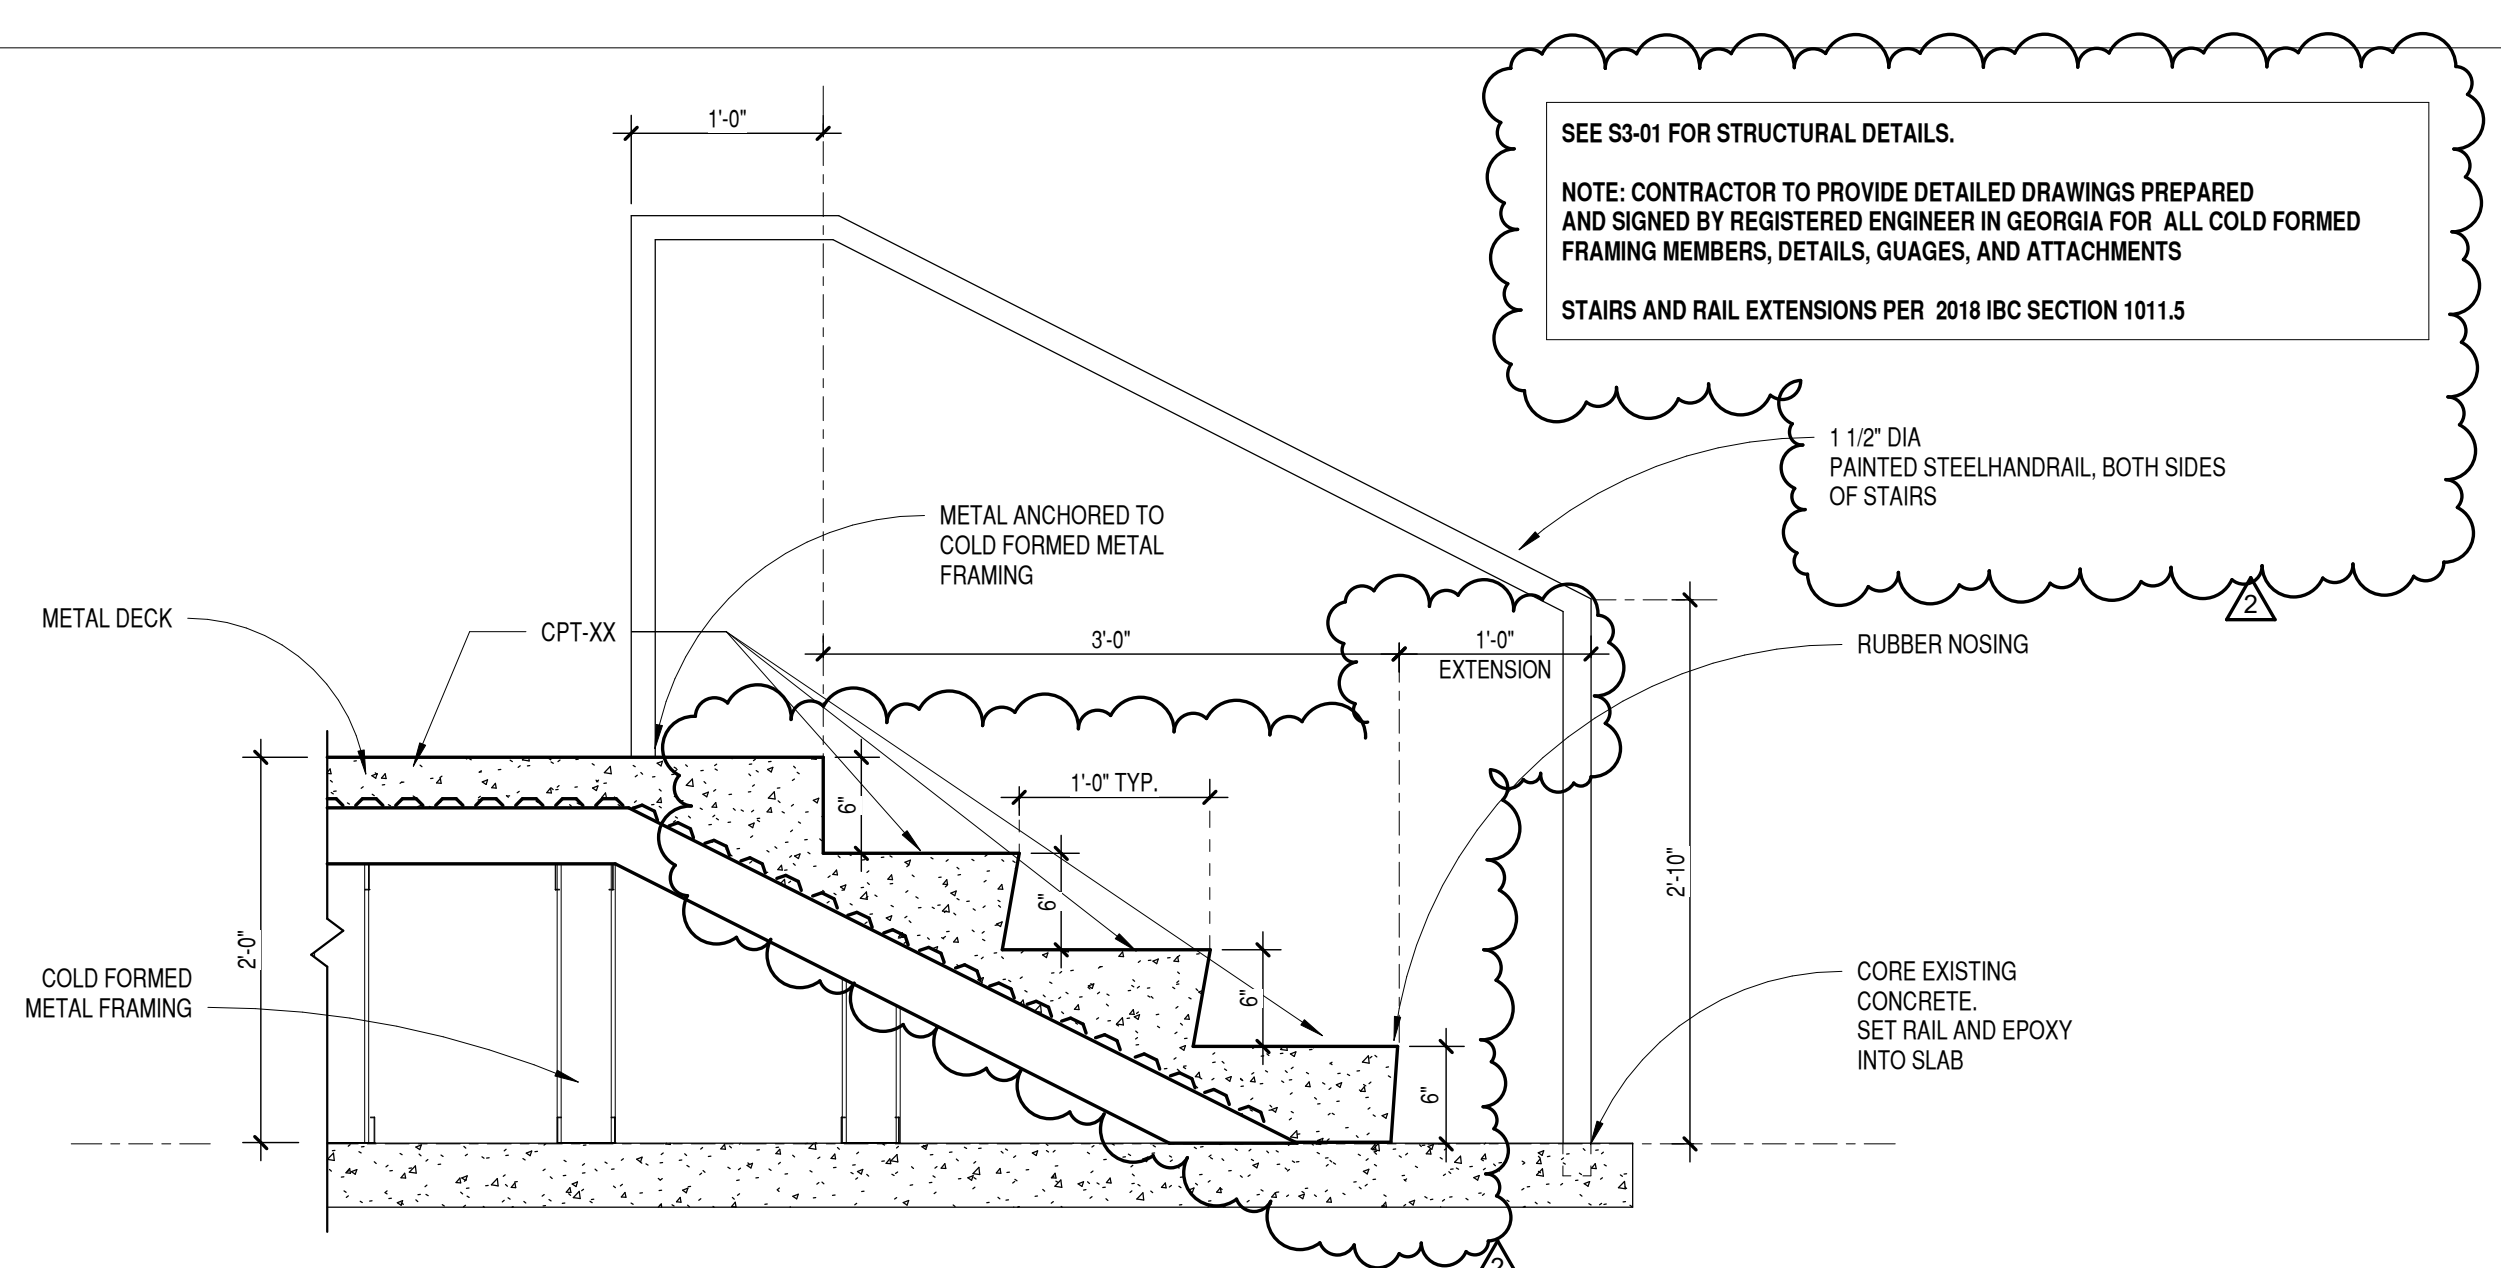 1'-0"
SEE S3-01 FOR STRUCTURAL DETAILS.
NOTE: CONTRACTOR TO PROVIDE DETAILED DRAWINGS PREPARED
AND SIGNED BY REGISTERED ENGINEER IN GEORGIA FOR ALL COLD FORMED
FRAMING MEMBERS, DETAILS, GUAGES, AND ATTACHMENTS
STAIRS AND RAIL EXTENSIONS PER 2018 IBC SECTION 1011.5
1 1/2" DIA
PAINTED STEELHANDRAIL, BOTH SIDES
OF STAIRS
2
METAL ANCHORED TO
COLD FORMED METAL
FRAMING
METAL DECK
CPT-XX
3'-0"
1'-0"
EXTENSION
RUBBER NOSING
1'-0" TYP.
6"
6"
6"
6"
2'-10"
2'-0"
COLD FORMED
METAL FRAMING
CORE EXISTING
CONCRETE.
SET RAIL AND EPOXY
INTO SLAB
2